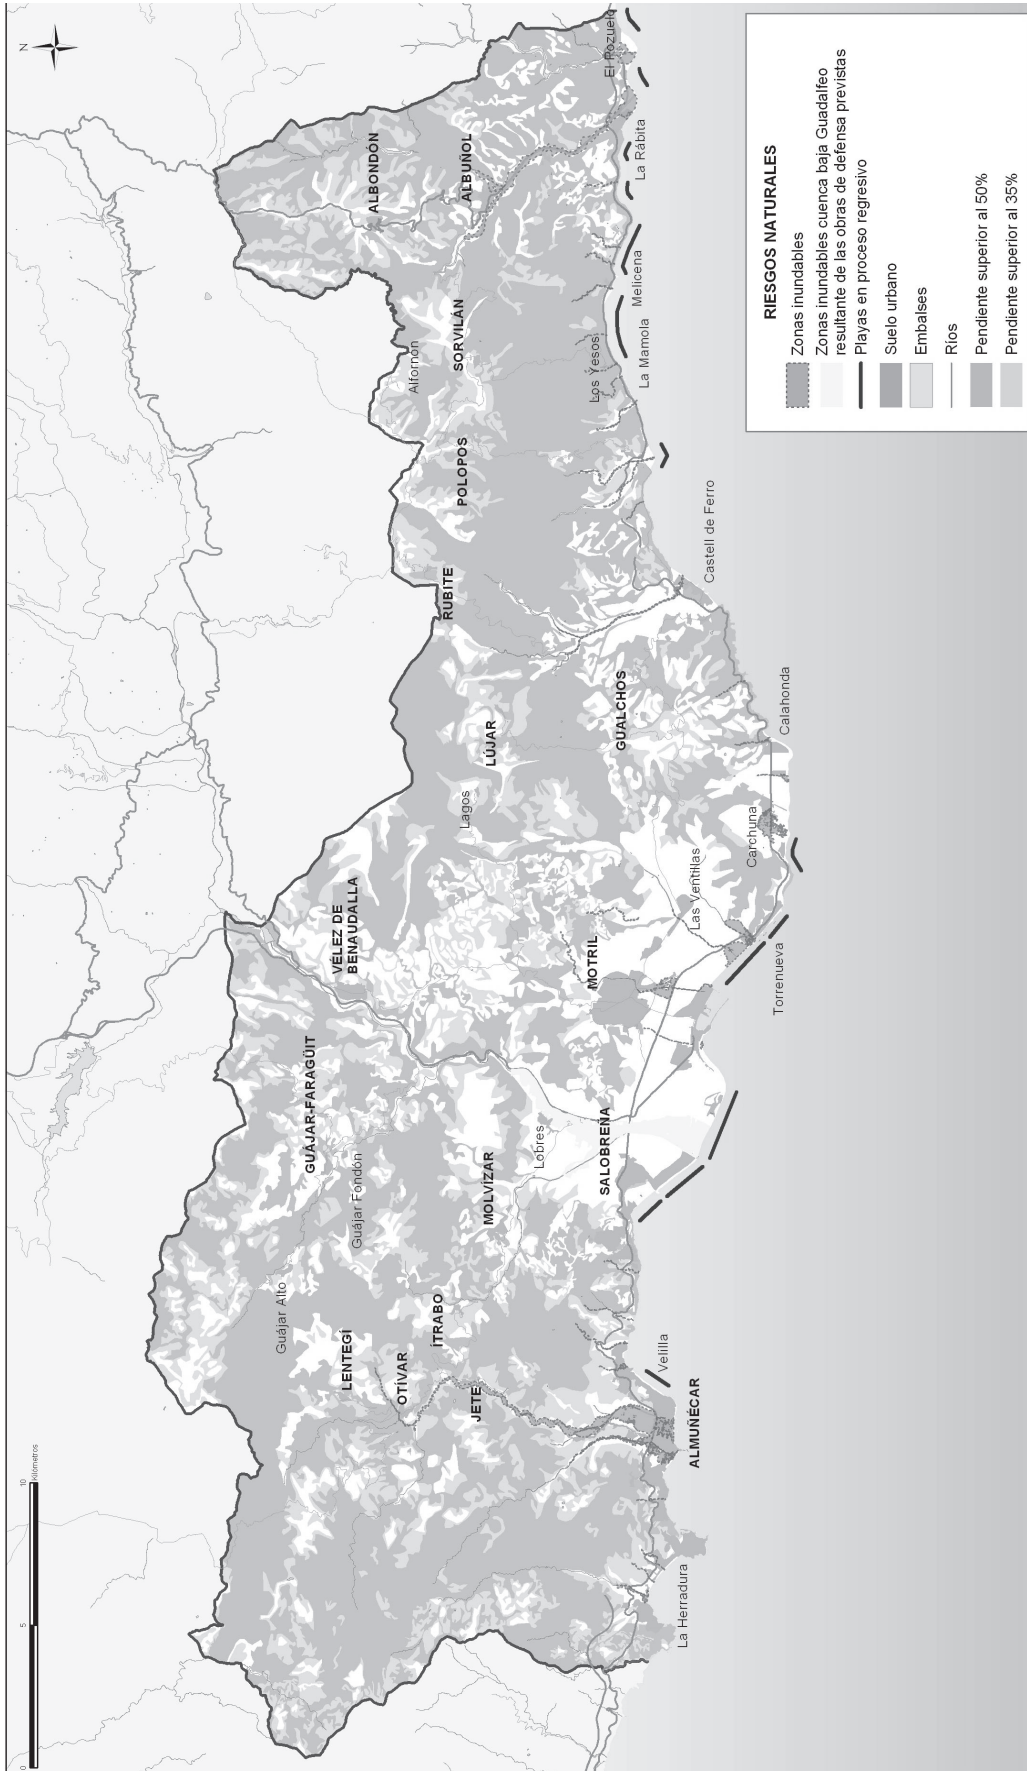 N
0
5
10
Kilómetros
ALBONDÓN
ALBUÑOL
El Pozuelo
La Rábita
Melicena
SORVILÁN
Alfornón
La Mamola
Los Yesos
POLOPOS
RUBITE
Castell de Ferro
LÚJAR
Lagos
GUALCHOS
Calahonda
Carchuna
Las Ventillas
VÉLEZ DE
BENAUDALLA
MOTRIL
Torrenueva
GUÁJAR-FARAGÜIT
Guájar Fondón
Guájar Alto
MOLVÍZAR
Lobres
SALOBREÑA
ÍTRABO
LENTEGÍ
OTÍVAR
JETE
Velilla
ALMUÑÉCAR
La Herradura
RIESGOS NATURALES
Zonas inundables
Zonas inundables cuenca baja Guadalfeo
resultante de las obras de defensa previstas
Playas en proceso regresivo
Suelo urbano
Embalses
Ríos
Pendiente superior al 50%
Pendiente superior al 35%